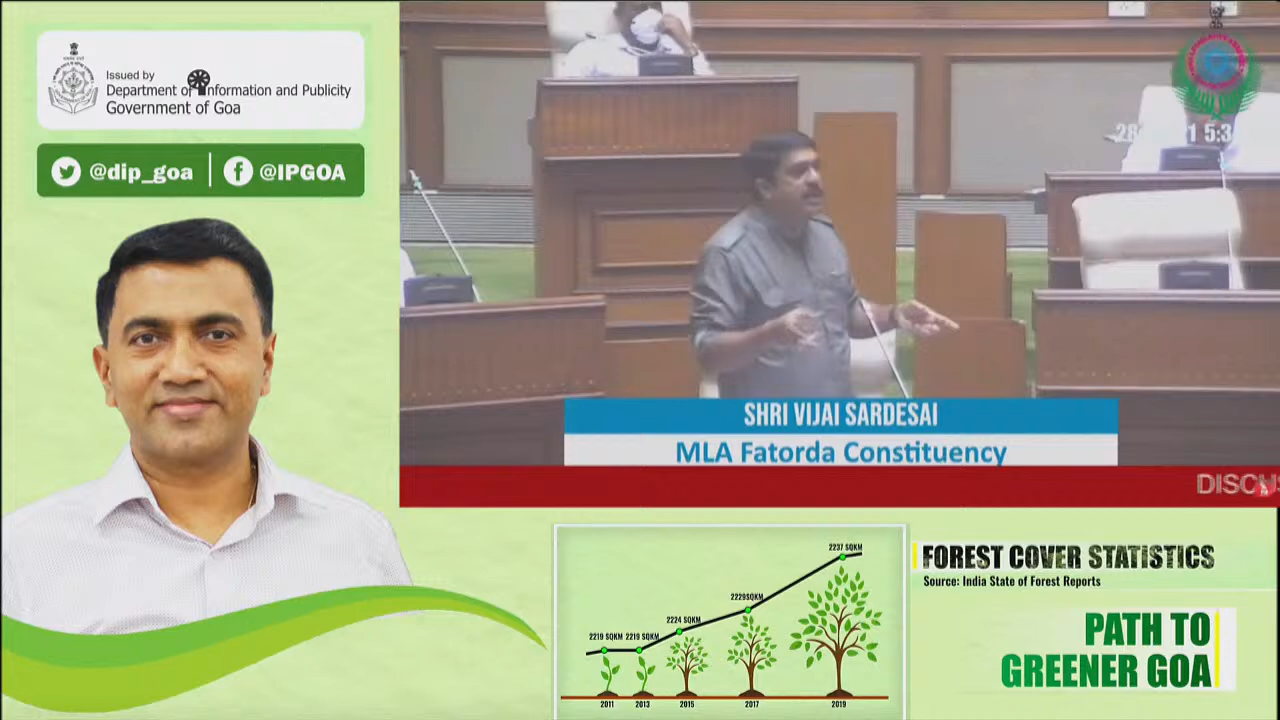 Issued by
Department of Information and Publicity
Government of Goa
@dip_goa
@IPGOA
SHRI VIJAI SARDESAI
MLA Fatorda Constituency
FOREST COVER STATISTICS
Source: India State of Forest Reports
PATH TO
GREENER GOA
2219 SQKM
2219 SQKM
2224 SQKM
2229SQKM
2237 SQKM
2011
2013
2015
2017
2019